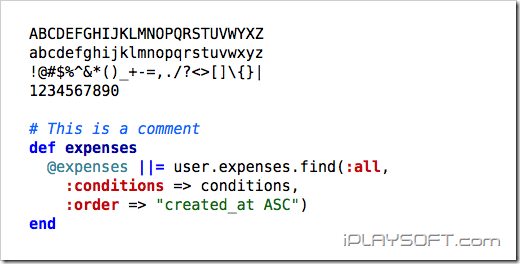 ABCDEFGHIJKLMNOPQRSTUVWYXZ
abcdefghijklmnopqrstuvwxyz
!@#$%^&*()_+-=,./?<>[]\{}|
1234567890
# This is a comment
def expenses
  @expenses ||= user.expenses.find(:all,
    :conditions => conditions,
    :order => "created_at ASC")
end
iPLAYSOFT.com